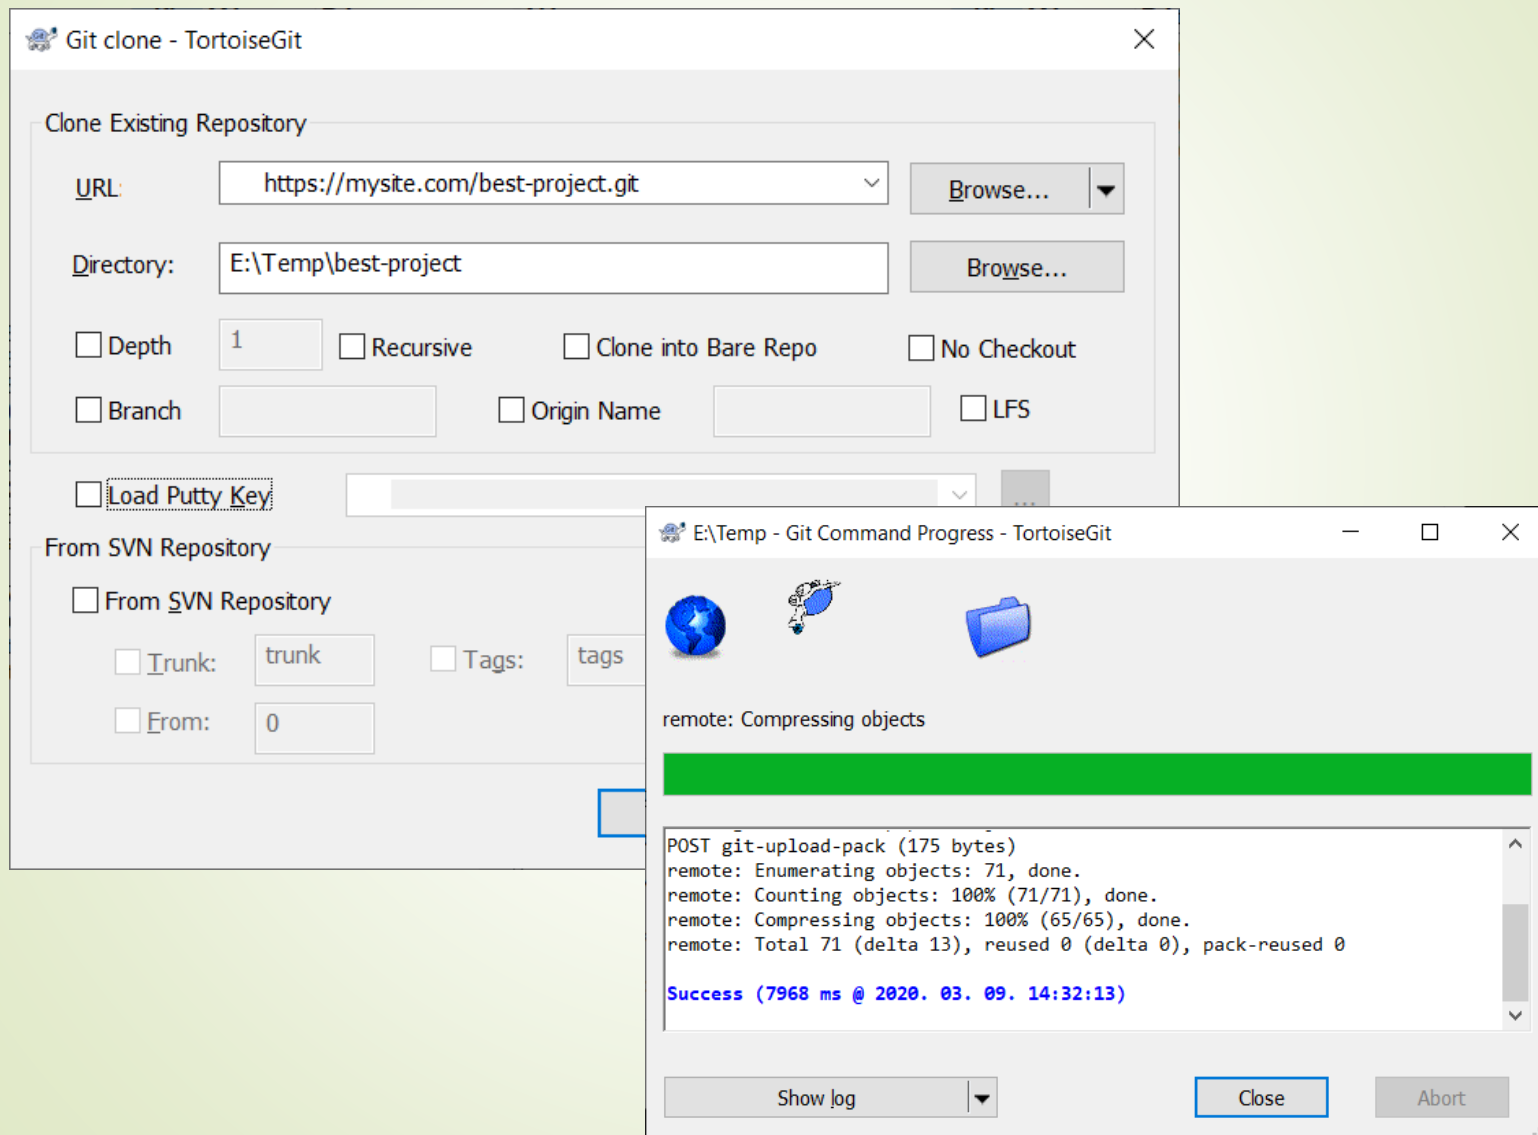 Git clone - TortoiseGit
Clone Existing Repository
URL: https://mysite.com/best-project.git Browse...
Directory: E:\Temp\best-project Browse...
Depth 1 Recursive Clone into Bare Repo No Checkout
Branch Origin Name LFS
Load Putty Key ...
From SVN Repository
From SVN Repository
Trunk: trunk Tags: tags
From: 0
E:\Temp - Git Command Progress - TortoiseGit
remote: Compressing objects
POST git-upload-pack (175 bytes)
remote: Enumerating objects: 71, done.
remote: Counting objects: 100% (71/71), done.
remote: Compressing objects: 100% (65/65), done.
remote: Total 71 (delta 13), reused 0 (delta 0), pack-reused 0
Success (7968 ms @ 2020. 03. 09. 14:32:13)
Show log Close Abort